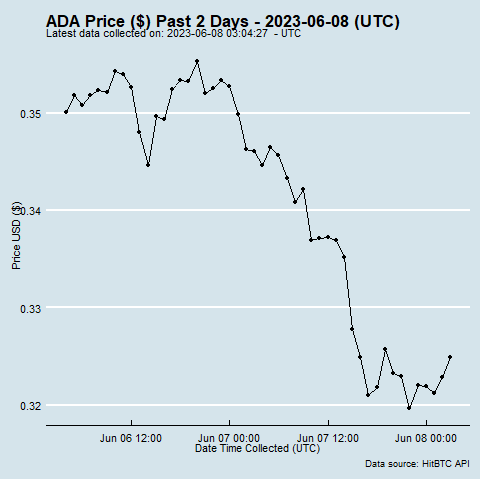 ADA Price ($) Past 2 Days - 2023-06-08 (UTC)
Latest data collected on: 2023-06-08 03:04:27 - UTC
0.35
0.34
0.33
0.32
Price USD ($)
Jun 06 12:00 Jun 07 00:00 Jun 07 12:00 Jun 08 00:00
Date Time Collected (UTC)
Data source: HitBTC API